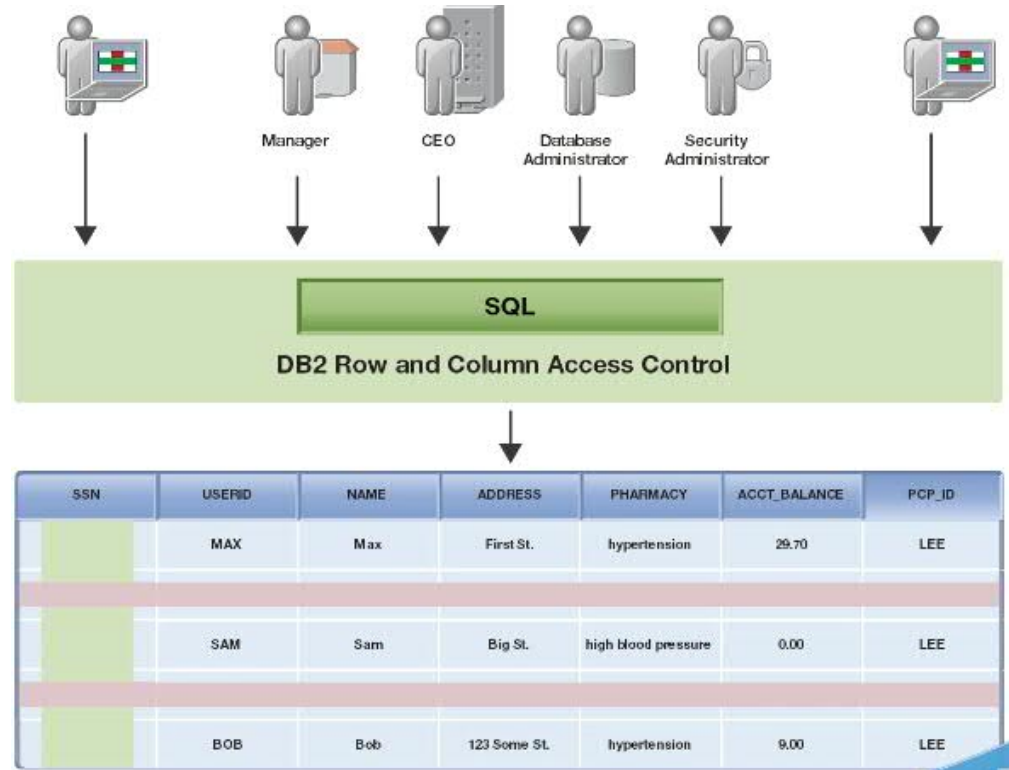 Manager
CEO
Database
Administrator
Security
Administrator
SQL
DB2 Row and Column Access Control
SSN USERID NAME ADDRESS PHARMACY ACCT_BALANCE PCP_ID
MAX Max First St. hypertension 29.70 LEE
SAM Sam Big St. high blood pressure 0.00 LEE
BOB Bob 123 Some St. hypertension 9.00 LEE